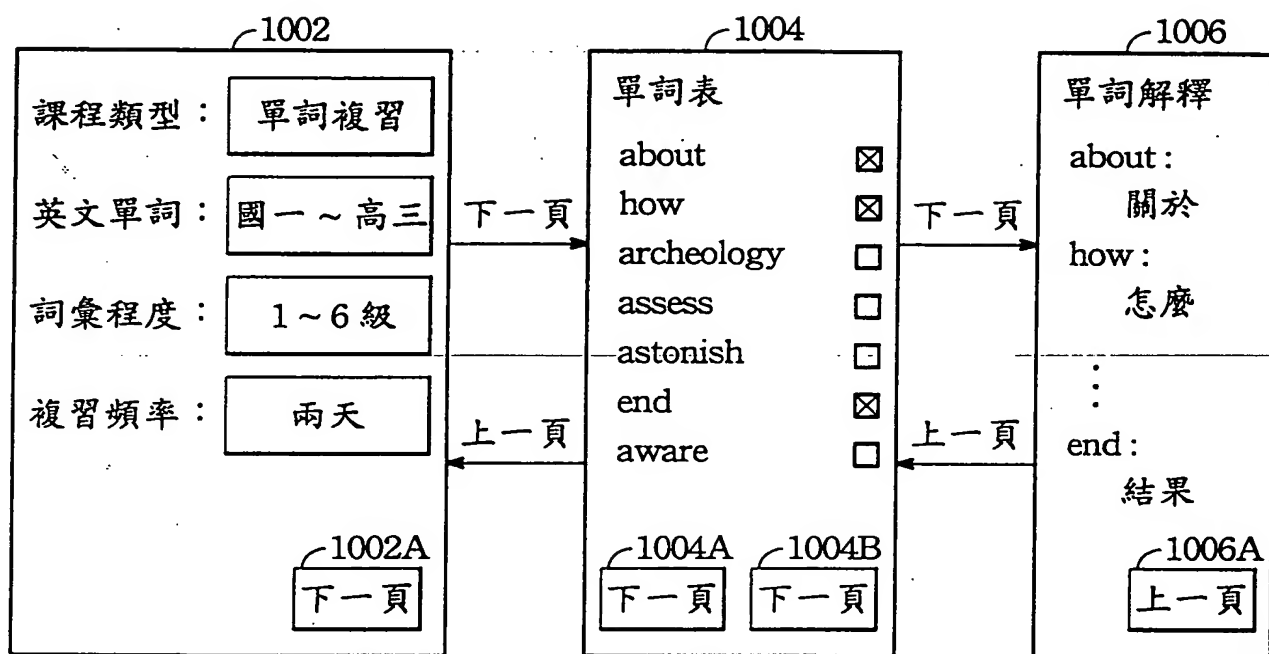 1002
課程類型：單詞複習
英文單詞：國一～高三
詞彙程度：1～6級
複習頻率：兩天
1002A
下一頁
下一頁
上一頁
1004
單詞表
about ☒
how ☒
archeology ☐
assess ☐
astonish ☐
end ☒
aware ☐
1004A
下一頁
1004B
下一頁
下一頁
上一頁
1006
單詞解釋
about:
關於
how:
怎麼
⋮
end:
結果
1006A
上一頁